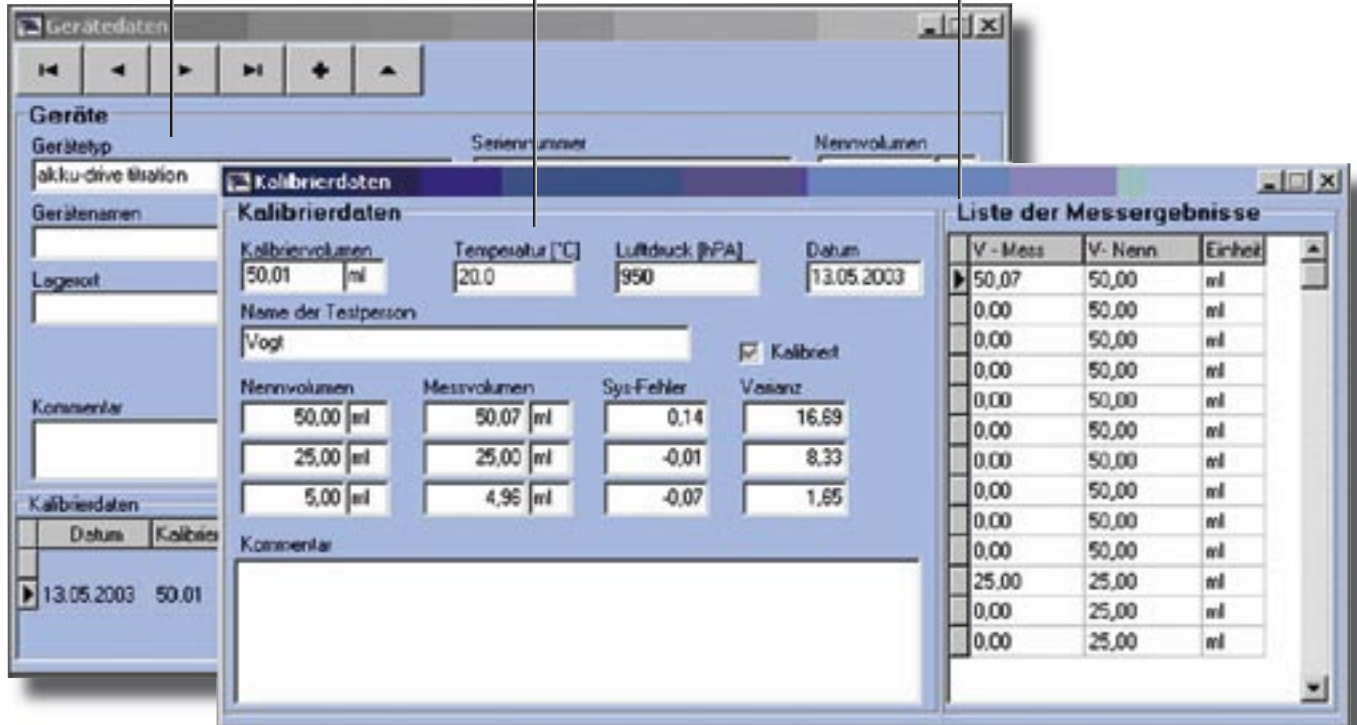 Gerätedaten
Geräte
Gerätetyp Seriennummer Nennvolumen
akku-drive titration
Gerätenamen
Lagerort
Kommentar
Kalibrierdaten
Datum Kalibrier
13.05.2003 50.01
Kalibrierdaten
Kalibrierdaten
Kalibriervolumen Temperatur [°C] Luftdruck [hPA] Datum
50,01 ml 20.0 950 13.05.2003
Name der Testperson
Vogt
Kalibriert
Nennvolumen Messvolumen Sys-Fehler Varianz
50,00 ml 50,07 ml 0,14 16,69
25,00 ml 25,00 ml -0,01 8,33
5,00 ml 4,96 ml -0,07 1,65
Kommentar
Liste der Messergebnisse
V - Mess V- Nenn Einheit
50,07 50,00 ml
0.00 50,00 ml
0.00 50,00 ml
0.00 50,00 ml
0,00 50,00 ml
0.00 50,00 ml
0.00 50,00 ml
0,00 50,00 ml
0.00 50,00 ml
0,00 50,00 ml
25,00 25,00 ml
0,00 25,00 ml
0.00 25,00 ml